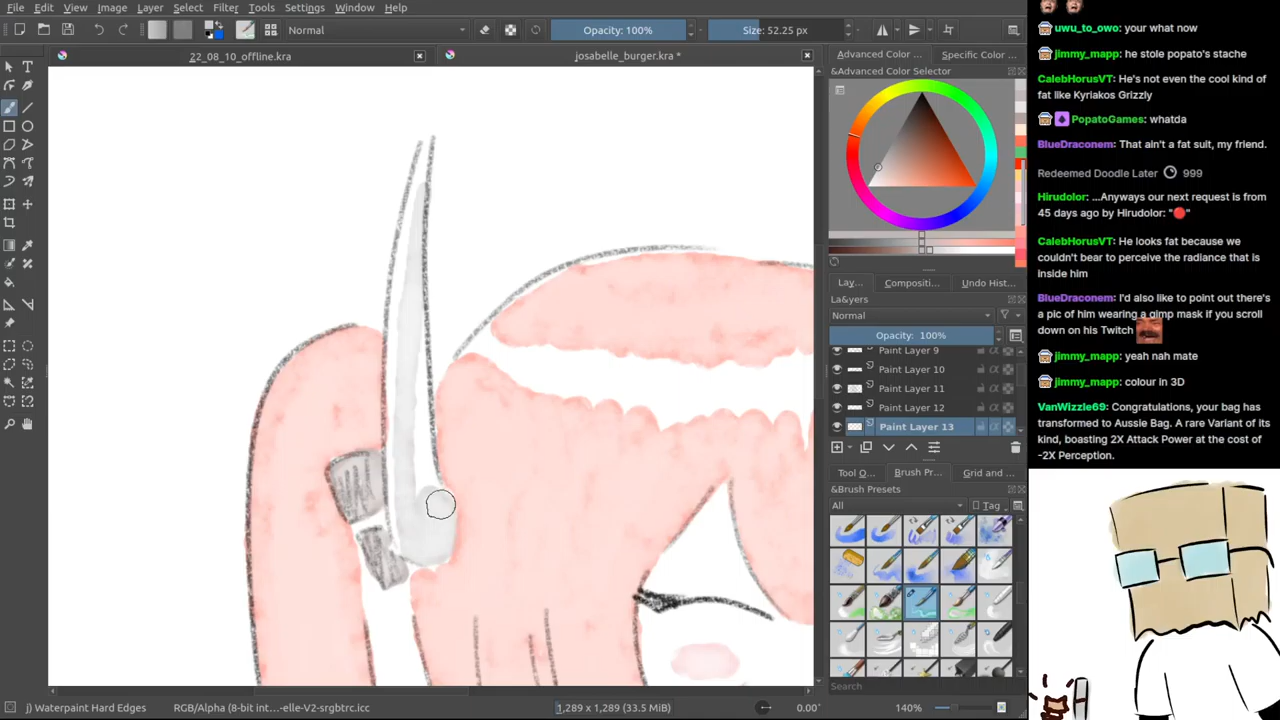 File Edit View Image Layer Select Filter Tools Settings Window Help
Normal Opacity: 100% Size: 52.25 px
22_08_10_offline.kra josabelle_burger.kra *
Advanced Color ... Specific Color ...
&Advanced Color Selector
Lay... Compositi... Undo Hist...
La&yers
Normal
Opacity: 100%
Paint Layer 9
Paint Layer 10
Paint Layer 11
Paint Layer 12
Paint Layer 13
Tool O... Brush Pr... Grid and ...
&Brush Presets
All Tag
Search
j) Waterpaint Hard Edges RGB/Alpha (8-bit int...-elle-V2-srgbtrc.icc 1,289 x 1,289 (33.5 MiB) 0.00° 140%
uwu_to_owo: your what now
jimmy_mapp: he stole popato's stache
CalebHorusVT: He's not even the cool kind of
fat like Kyriakos Grizzly
PopatoGames: whatda
BlueDraconem: That ain't a fat suit, my friend.
Redeemed Doodle Later 999
Hirudolor: ...Anyways our next request is from
45 days ago by Hirudolor: "🔴"
CalebHorusVT: He looks fat because we
couldn't bear to perceive the radiance that is
inside him
BlueDraconem: I'd also like to point out there's
a pic of him wearing a gimp mask if you scroll
down on his Twitch
jimmy_mapp: yeah nah mate
jimmy_mapp: colour in 3D
VanWizzle69: Congratulations, your bag has
transformed to Aussie Bag. A rare Variant of its
kind, boasting 2X Attack Power at the cost of
-2X Perception.